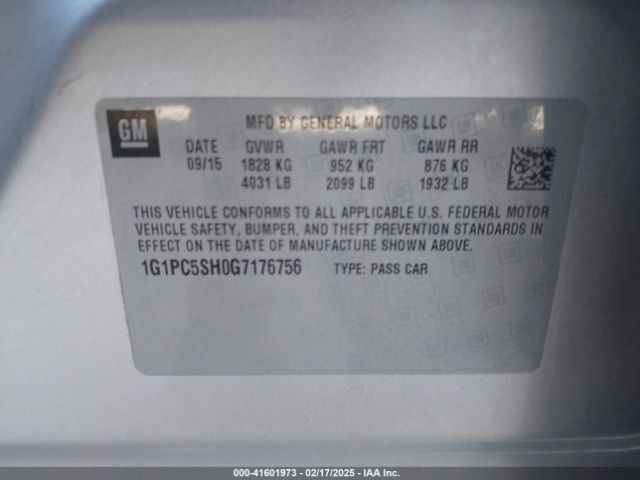 GM
MFD BY GENERAL MOTORS LLC
DATE GVWR GAWR FRT GAWR RR
09/15 1828 KG 952 KG 876 KG
4031 LB 2099 LB 1932 LB
THIS VEHICLE CONFORMS TO ALL APPLICABLE U.S. FEDERAL MOTOR
VEHICLE SAFETY, BUMPER, AND THEFT PREVENTION STANDARDS IN
EFFECT ON THE DATE OF MANUFACTURE SHOWN ABOVE.
1G1PC5SH0G7176756 TYPE: PASS CAR
000-41601973 - 02/17/2025 - IAA Inc.